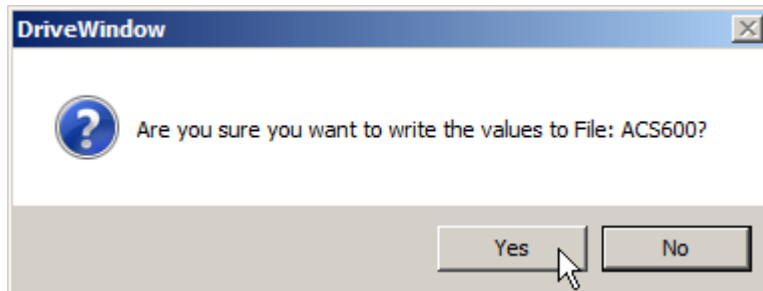 DriveWindow
Are you sure you want to write the values to File: ACS600?
Yes
No